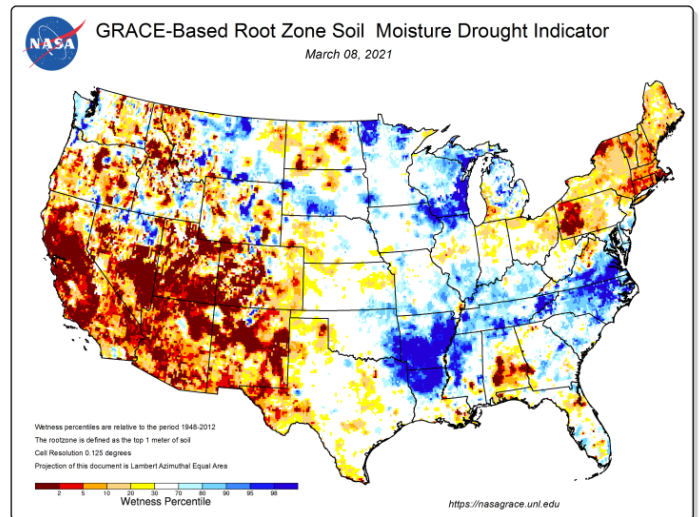 NASA
GRACE-Based Root Zone Soil Moisture Drought Indicator
March 08, 2021
Wetness percentiles are relative to the period 1948-2012
The rootzone is defined as the top 1 meter of soil
Cell Resolution 0.125 degrees
Projection of this document is Lambert Azimuthal Equal Area
2 5 10 20 30 70 80 90 95 98
Wetness Percentile
https://nasagrace.unl.edu